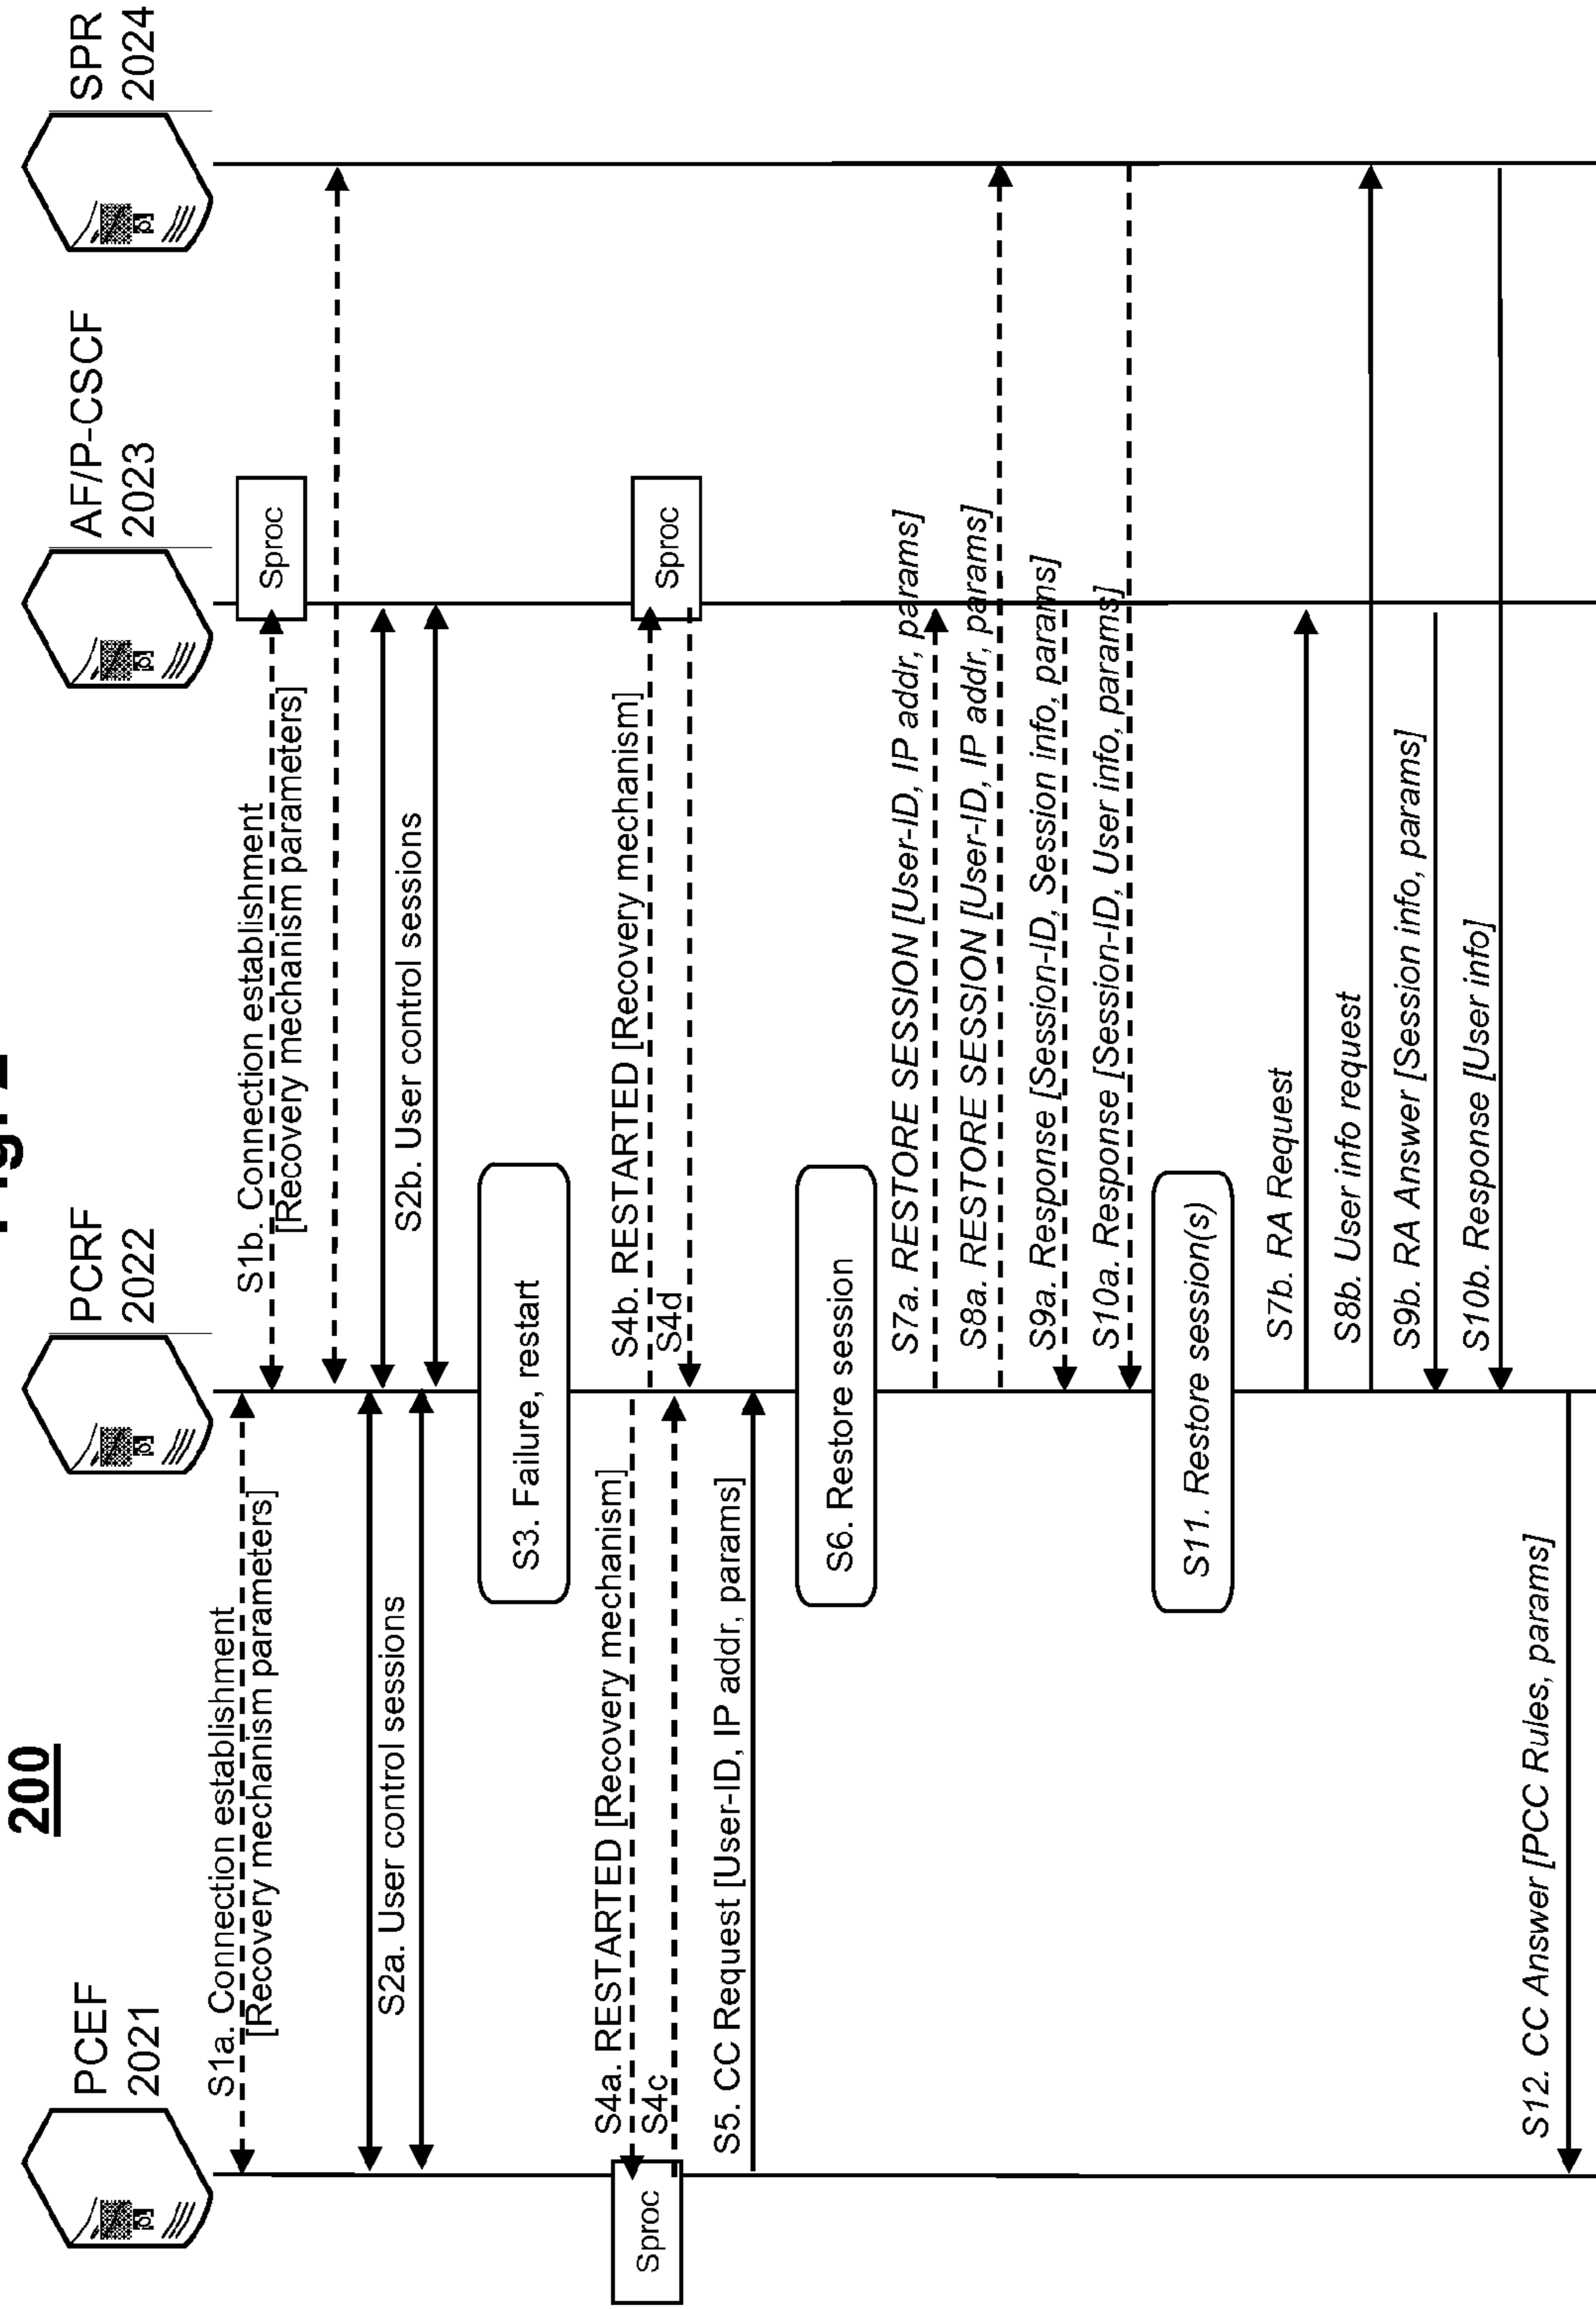 200
Fig. 2
PCEF
2021
PCRF
2022
AF/P-CSCF
2023
SPR
2024
S1a. Connection establishment
[Recovery mechanism parameters]
S1b. Connection establishment
[Recovery mechanism parameters]
Sproc
S2a. User control sessions
S2b. User control sessions
S3. Failure, restart
S4a. RESTARTED [Recovery mechanism]
S4b. RESTARTED [Recovery mechanism]
Sproc
Sproc
S4c
S4d
S5. CC Request [User-ID, IP addr, params]
S6. Restore session
S7a. RESTORE SESSION [User-ID, IP addr, params]
S8a. RESTORE SESSION [User-ID, IP addr, params]
S9a. Response [Session-ID, Session info, params]
S10a. Response [Session-ID, User info, params]
S11. Restore session(s)
S7b. RA Request
S8b. User info request
S9b. RA Answer [Session info, params]
S10b. Response [User info]
S12. CC Answer [PCC Rules, params]